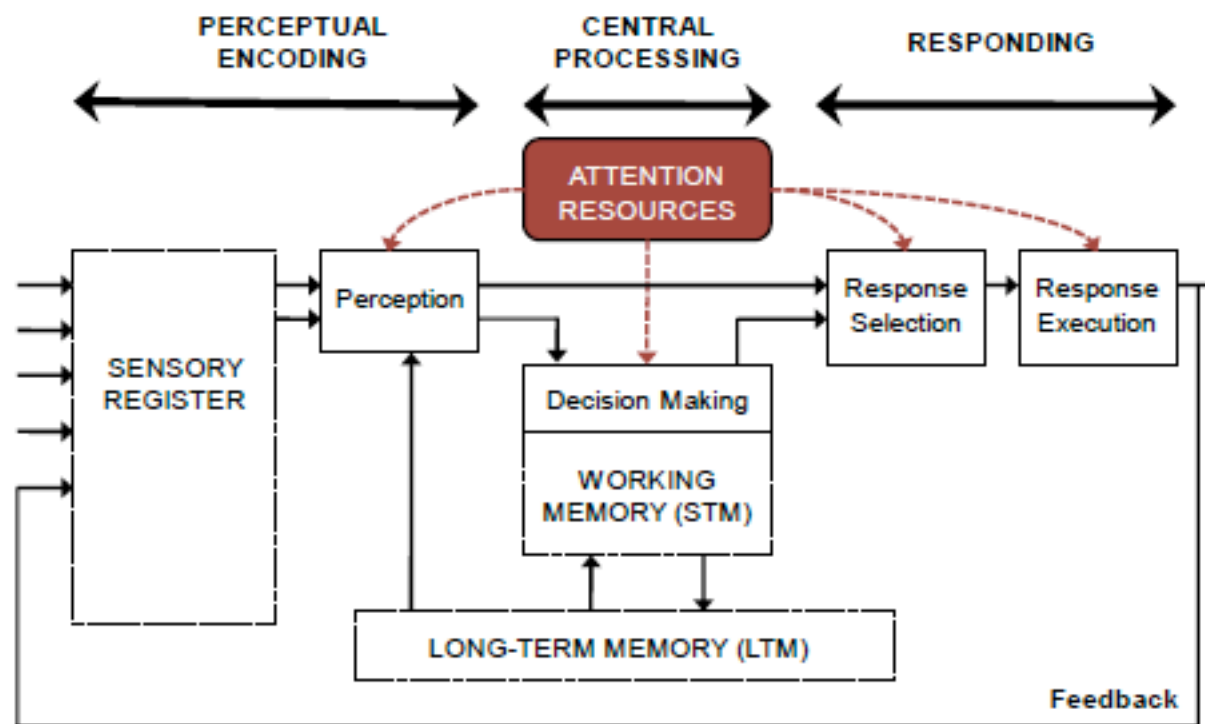 PERCEPTUAL
ENCODING
CENTRAL
PROCESSING
RESPONDING
ATTENTION
RESOURCES
SENSORY
REGISTER
Perception
Response
Selection
Response
Execution
Decision Making
WORKING
MEMORY (STM)
LONG-TERM MEMORY (LTM)
Feedback